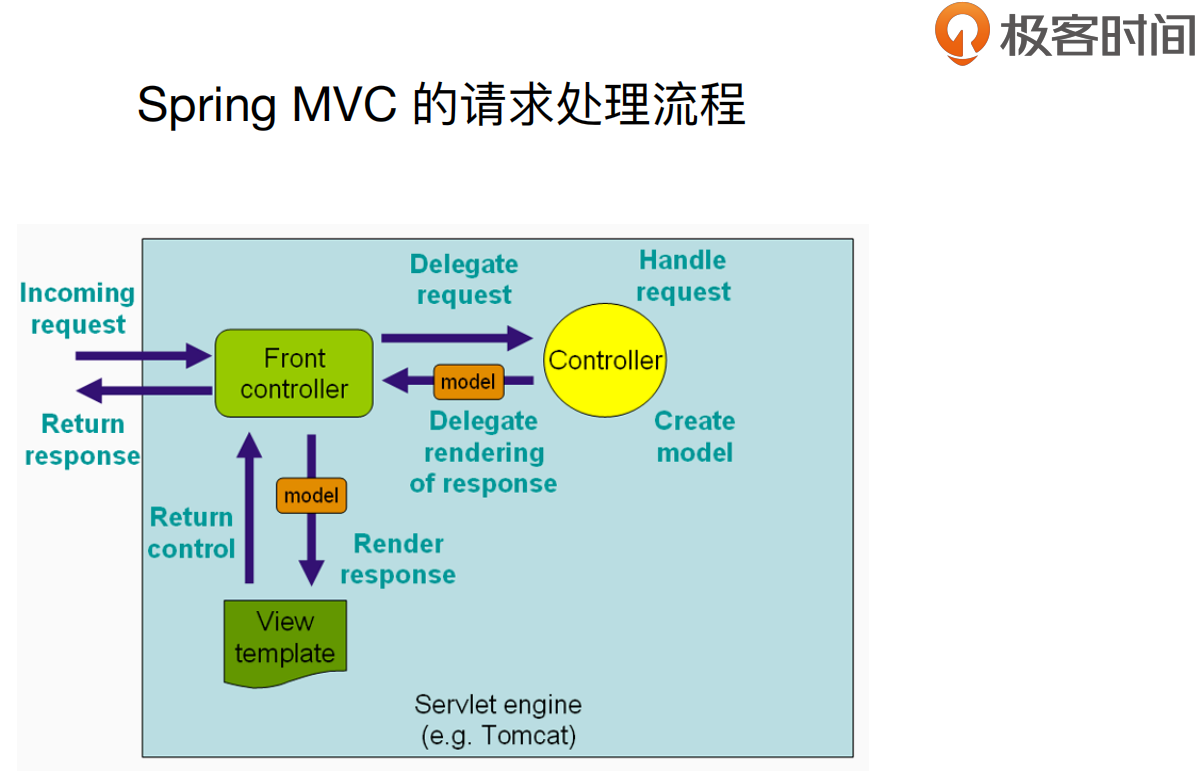 极客时间
Spring MVC 的请求处理流程
Incoming
request
Return
response
Front
controller
Delegate
request
model
Delegate
rendering
of response
Handle
request
Controller
Create
model
Return
control
model
Render
response
View
template
Servlet engine
(e.g. Tomcat)